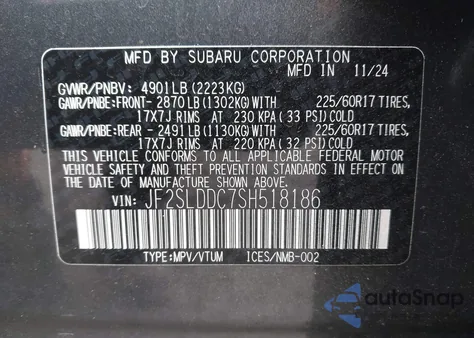 MFD BY SUBARU CORPORATION
MFD IN 11/24
GVWR/PNBV: 4901LB(2223KG)
GAWR/PNBE:FRONT- 2870LB(1302KG)WITH 225/60R17 TIRES,
17X7J RIMS AT 230 KPA( 33 PSI)COLD
GAWR/PNBE:REAR - 2491LB(1130KG)WITH 225/60R17 TIRES,
17X7J RIMS AT 220 KPA( 32 PSI)COLD
THIS VEHICLE CONFORMS TO ALL APPLICABLE FEDERAL MOTOR
VEHICLE SAFETY AND BUMPER STANDARDS IN EFFECT ON
THE DATE OF MANUFACTURE SHOWN ABOVE.
VIN: JF2SLDDC7SH518186
TYPE:MPV/VTUM ICES/NMB-002
autoSnap